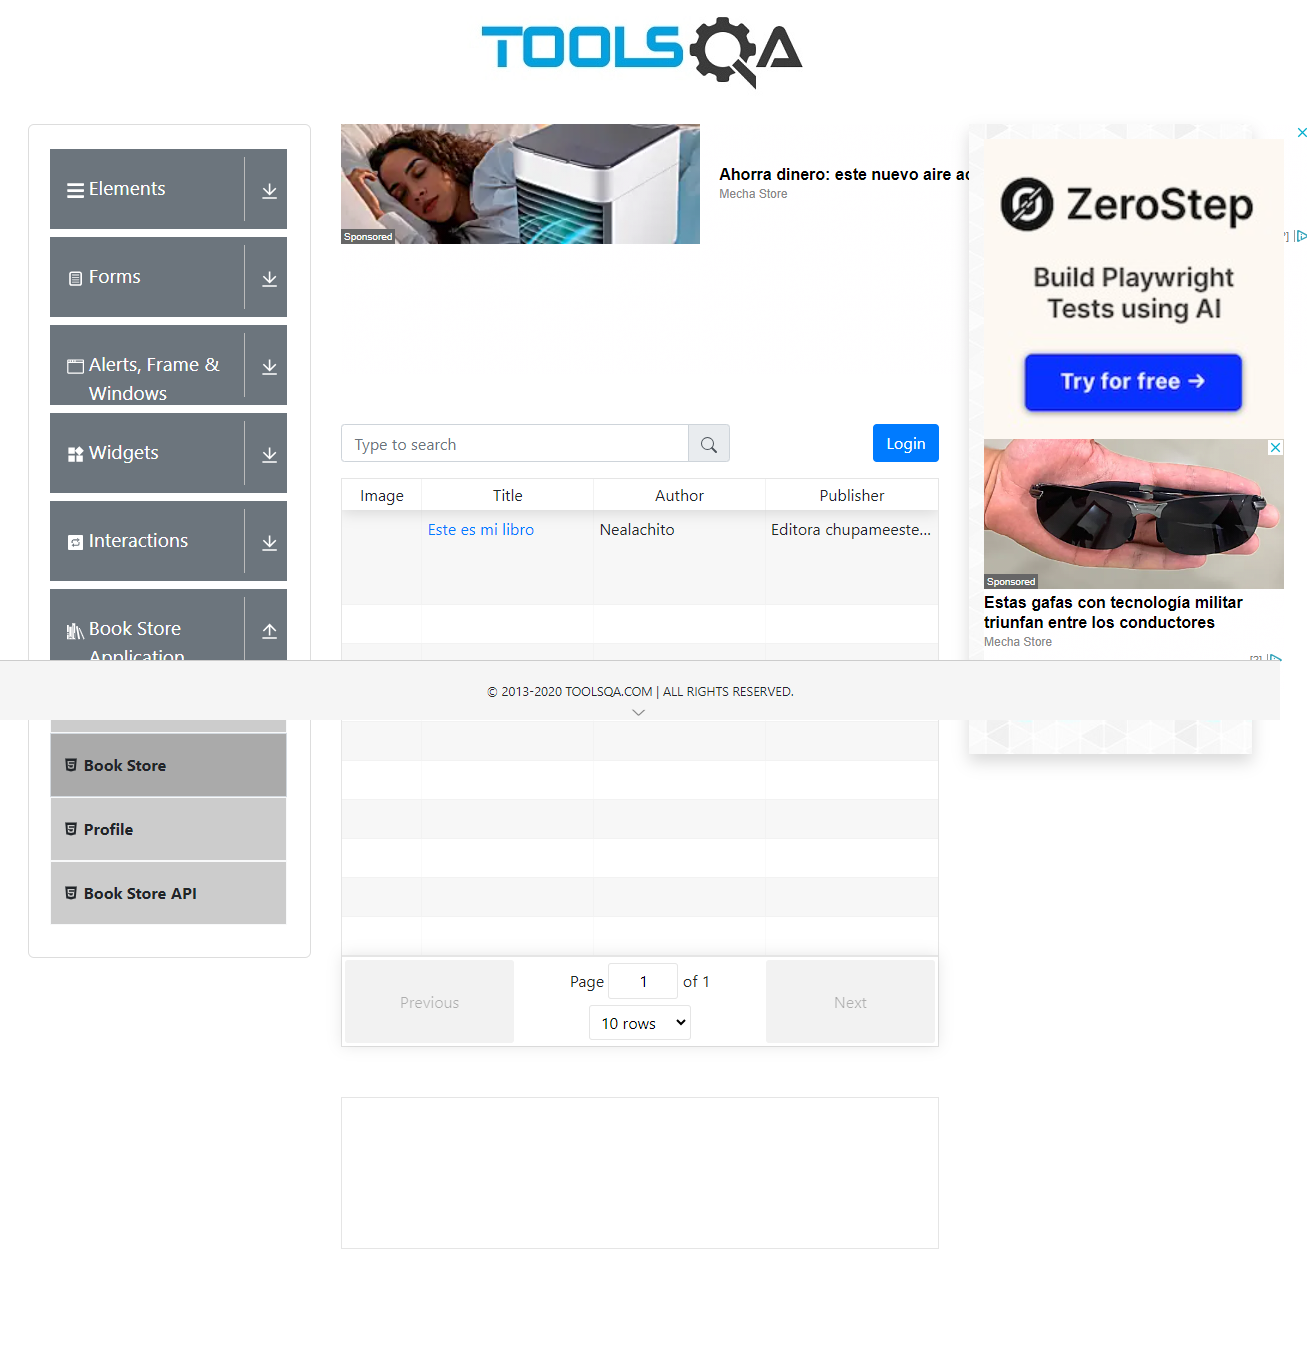 TOOLSQA
Elements
Forms
Alerts, Frame &
Windows
Widgets
Interactions
Book Store
Application
Book Store
Profile
Book Store API
Sponsored
Ahorra dinero: este nuevo aire
Mecha Store
Type to search
Login
Image Title Author Publisher
Este es mi libro Nealachito Editora chupameeste...
Previous
Page 1 of 1
10 rows
Next
ZeroStep
Build Playwright
Tests using AI
Try for free →
Sponsored
Estas gafas con tecnología militar
triunfan entre los conductores
Mecha Store
© 2013-2020 TOOLSQA.COM | ALL RIGHTS RESERVED.